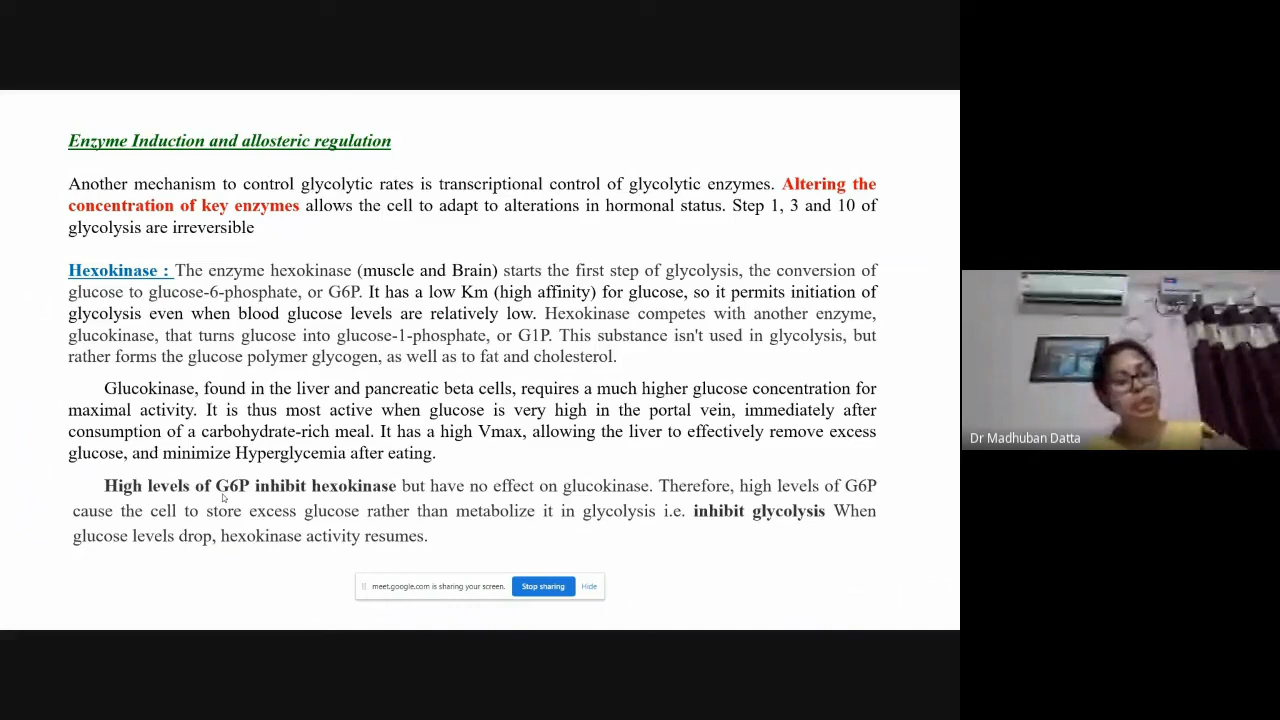 Enzyme Induction and allosteric regulation
Another mechanism to control glycolytic rates is transcriptional control of glycolytic enzymes. Altering the
concentration of key enzymes allows the cell to adapt to alterations in hormonal status. Step 1, 3 and 10 of
glycolysis are irreversible
Hexokinase : The enzyme hexokinase (muscle and Brain) starts the first step of glycolysis, the conversion of
glucose to glucose-6-phosphate, or G6P. It has a low Km (high affinity) for glucose, so it permits initiation of
glycolysis even when blood glucose levels are relatively low. Hexokinase competes with another enzyme,
glucokinase, that turns glucose into glucose-1-phosphate, or G1P. This substance isn't used in glycolysis, but
rather forms the glucose polymer glycogen, as well as to fat and cholesterol.
Glucokinase, found in the liver and pancreatic beta cells, requires a much higher glucose concentration for
maximal activity. It is thus most active when glucose is very high in the portal vein, immediately after
consumption of a carbohydrate-rich meal. It has a high Vmax, allowing the liver to effectively remove excess
glucose, and minimize Hyperglycemia after eating.
High levels of G6P inhibit hexokinase but have no effect on glucokinase. Therefore, high levels of G6P
cause the cell to store excess glucose rather than metabolize it in glycolysis i.e. inhibit glycolysis When
glucose levels drop, hexokinase activity resumes.
meet.google.com is sharing your screen. Stop sharing Hide
Dr Madhuban Datta